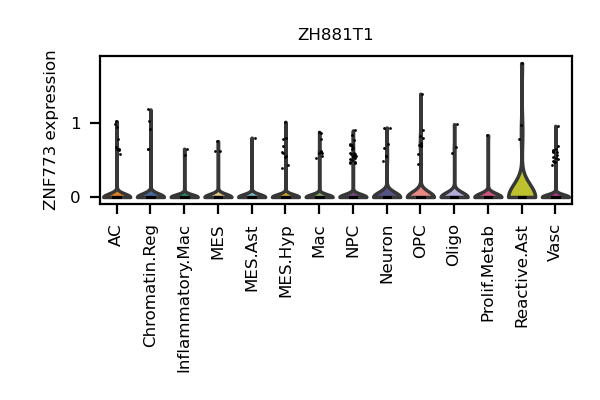 ZH881T1
ZNF773 expression
1
0
AC
Chromatin.Reg
Inflammatory.Mac
MES
MES.Ast
MES.Hyp
Mac
NPC
Neuron
OPC
Oligo
Prolif.Metab
Reactive.Ast
Vasc